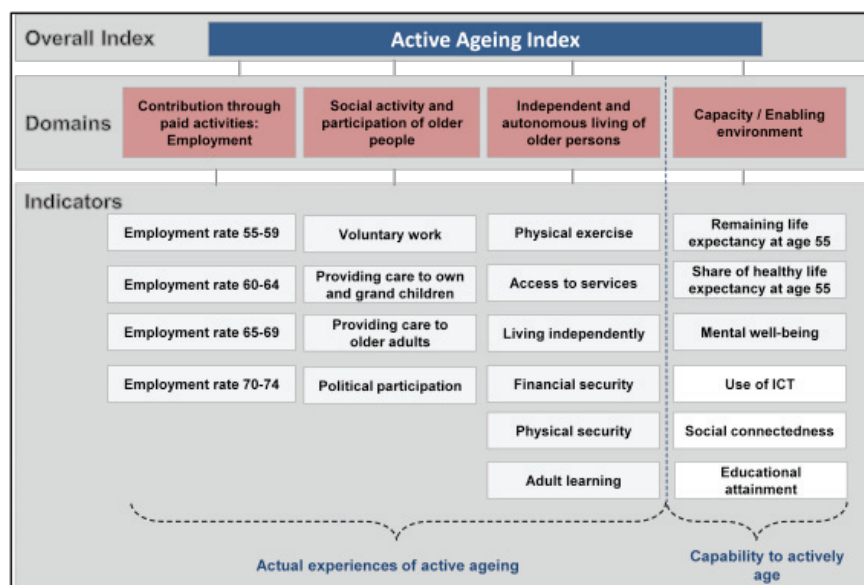 Overall Index
Active Ageing Index
Domains
Contribution through
paid activities:
Employment
Social activity and
participation of older
people
Independent and
autonomous living of
older persons
Capacity / Enabling
environment
Indicators
Employment rate 55-59
Employment rate 60-64
Employment rate 65-69
Employment rate 70-74
Voluntary work
Providing care to own
and grand children
Providing care to
older adults
Political participation
Physical exercise
Access to services
Living independently
Financial security
Physical security
Adult learning
Remaining life
expectancy at age 55
Share of healthy life
expectancy at age 55
Mental well-being
Use of ICT
Social connectedness
Educational
attainment
Actual experiences of active ageing
Capability to actively
age